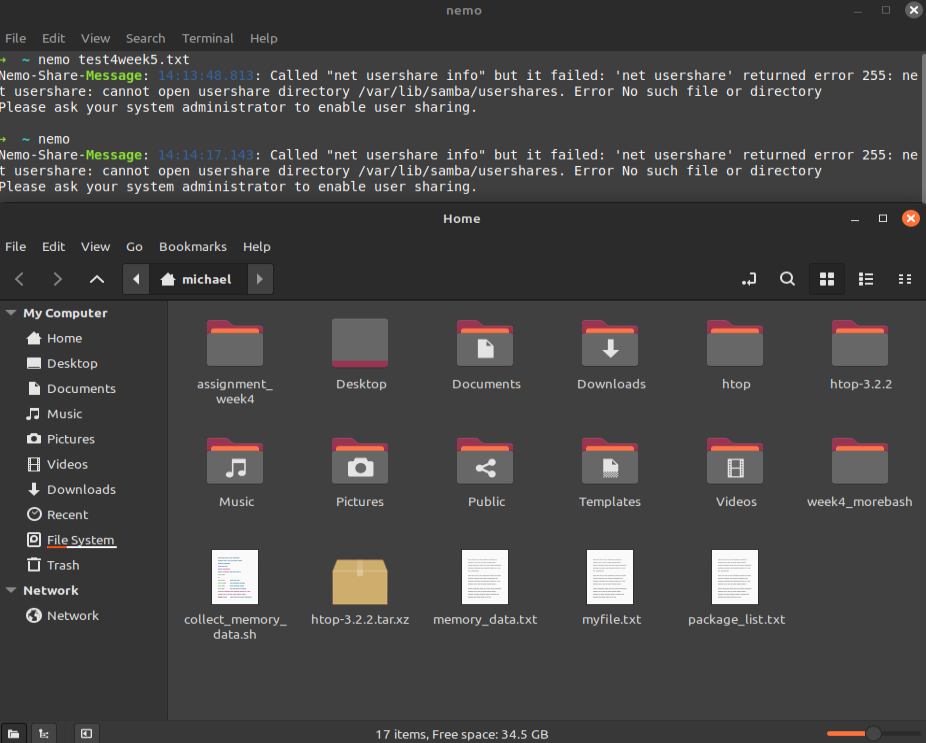 nemo
File Edit View Search Terminal Help
→ ~ nemo test4week5.txt
Nemo-Share-Message: 14:13:48.813: Called "net usershare info" but it failed: 'net usershare' returned error 255: ne
t usershare: cannot open usershare directory /var/lib/samba/usershares. Error No such file or directory
Please ask your system administrator to enable user sharing.
→ ~ nemo
Nemo-Share-Message: 14:14:17.143: Called "net usershare info" but it failed: 'net usershare' returned error 255: ne
t usershare: cannot open usershare directory /var/lib/samba/usershares. Error No such file or directory
Please ask your system administrator to enable user sharing.
Home
File Edit View Go Bookmarks Help
michael
My Computer
Home
Desktop
Documents
Music
Pictures
Videos
Downloads
Recent
File System
Trash
Network
Network
assignment_
week4
Desktop
Documents
Downloads
htop
htop-3.2.2
Music
Pictures
Public
Templates
Videos
week4_morebash
collect_memory_
data.sh
htop-3.2.2.tar.xz
memory_data.txt
myfile.txt
package_list.txt
17 items, Free space: 34.5 GB